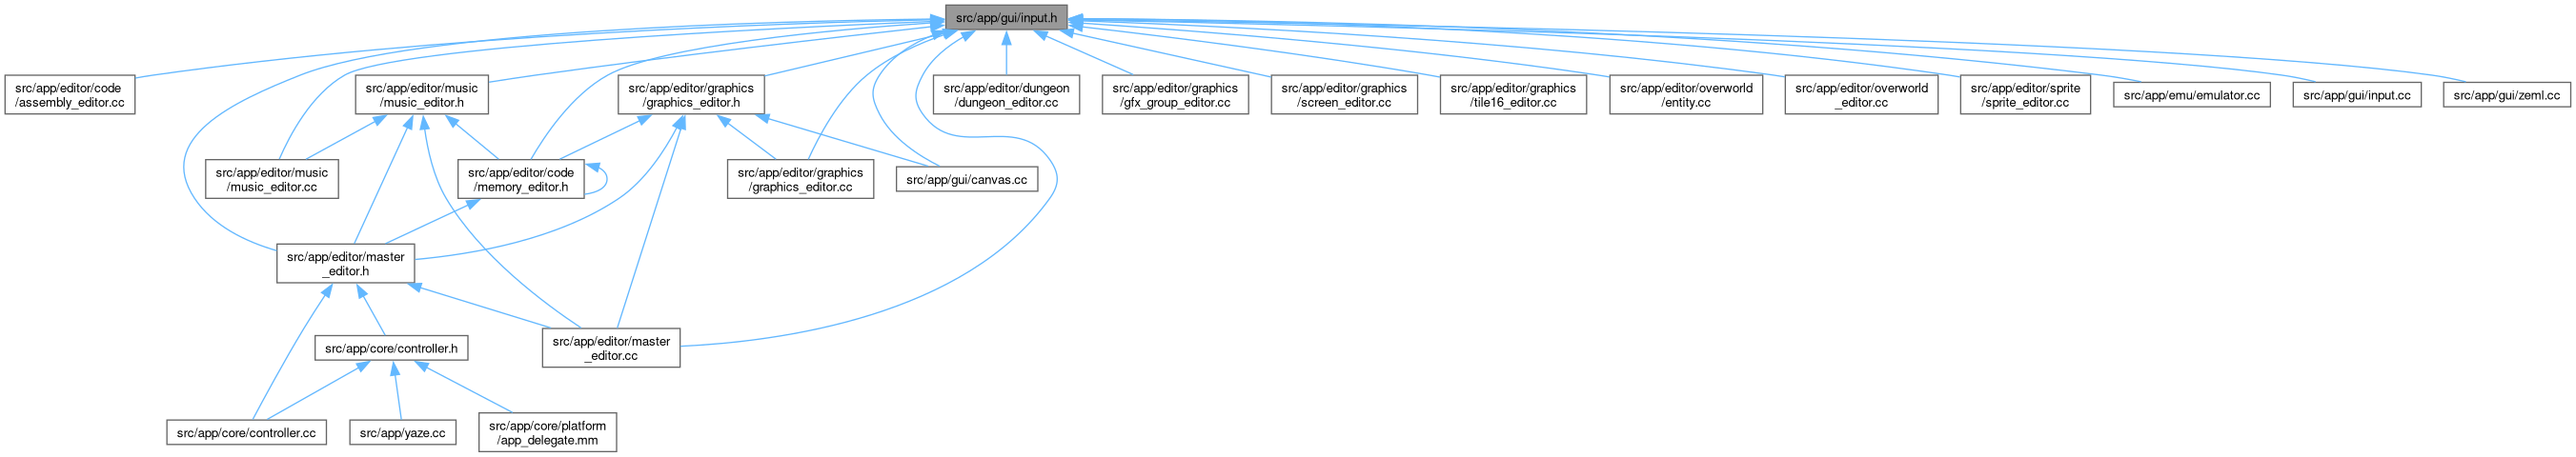 src/app/gui/input.h
src/app/editor/code
/assembly_editor.cc
src/app/editor/music
/music_editor.h
src/app/editor/graphics
/graphics_editor.h
src/app/editor/dungeon
/dungeon_editor.cc
src/app/editor/graphics
/gfx_group_editor.cc
src/app/editor/graphics
/screen_editor.cc
src/app/editor/graphics
/tile16_editor.cc
src/app/editor/overworld
/entity.cc
src/app/editor/overworld
_editor.cc
src/app/editor/sprite
/sprite_editor.cc
src/app/emu/emulator.cc
src/app/gui/input.cc
src/app/gui/zeml.cc
src/app/editor/music
/music_editor.cc
src/app/editor/code
/memory_editor.h
src/app/editor/graphics
/graphics_editor.cc
src/app/gui/canvas.cc
src/app/editor/master
_editor.h
src/app/core/controller.h
src/app/editor/master
_editor.cc
src/app/core/controller.cc
src/app/yaze.cc
src/app/core/platform
/app_delegate.mm